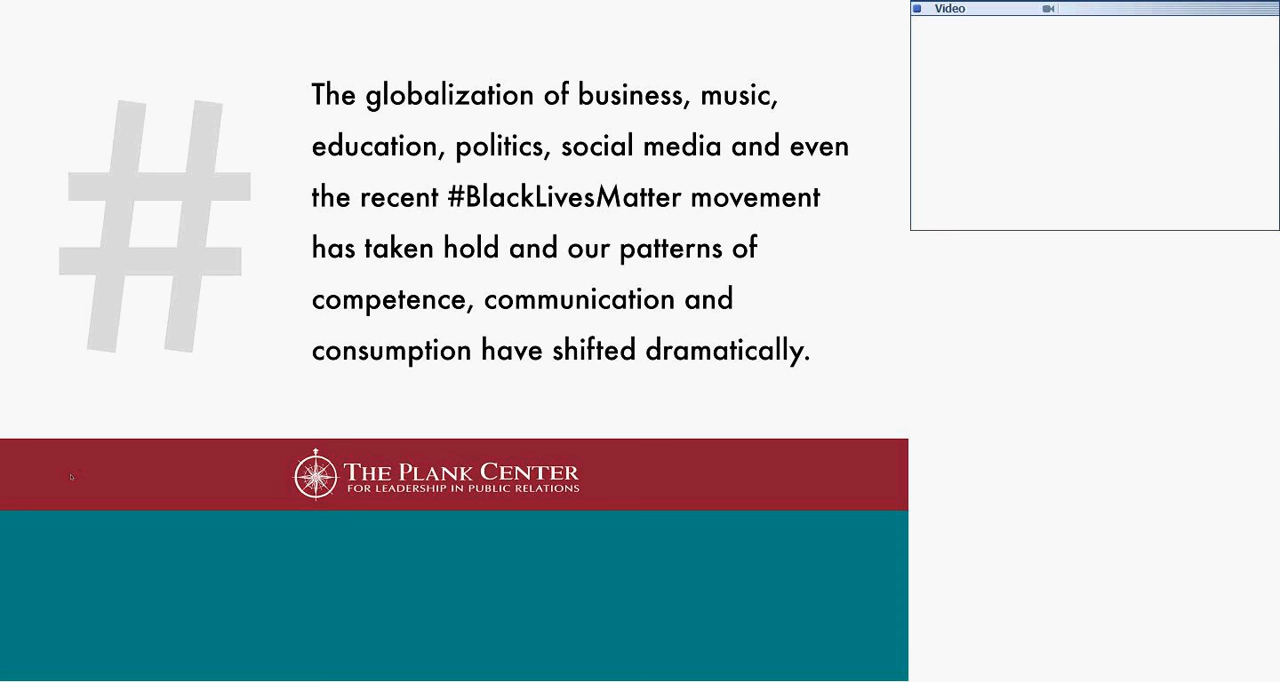 Video
#
The globalization of business, music,
education, politics, social media and even
the recent #BlackLivesMatter movement
has taken hold and our patterns of
competence, communication and
consumption have shifted dramatically.
THE PLANK CENTER
FOR LEADERSHIP IN PUBLIC RELATIONS